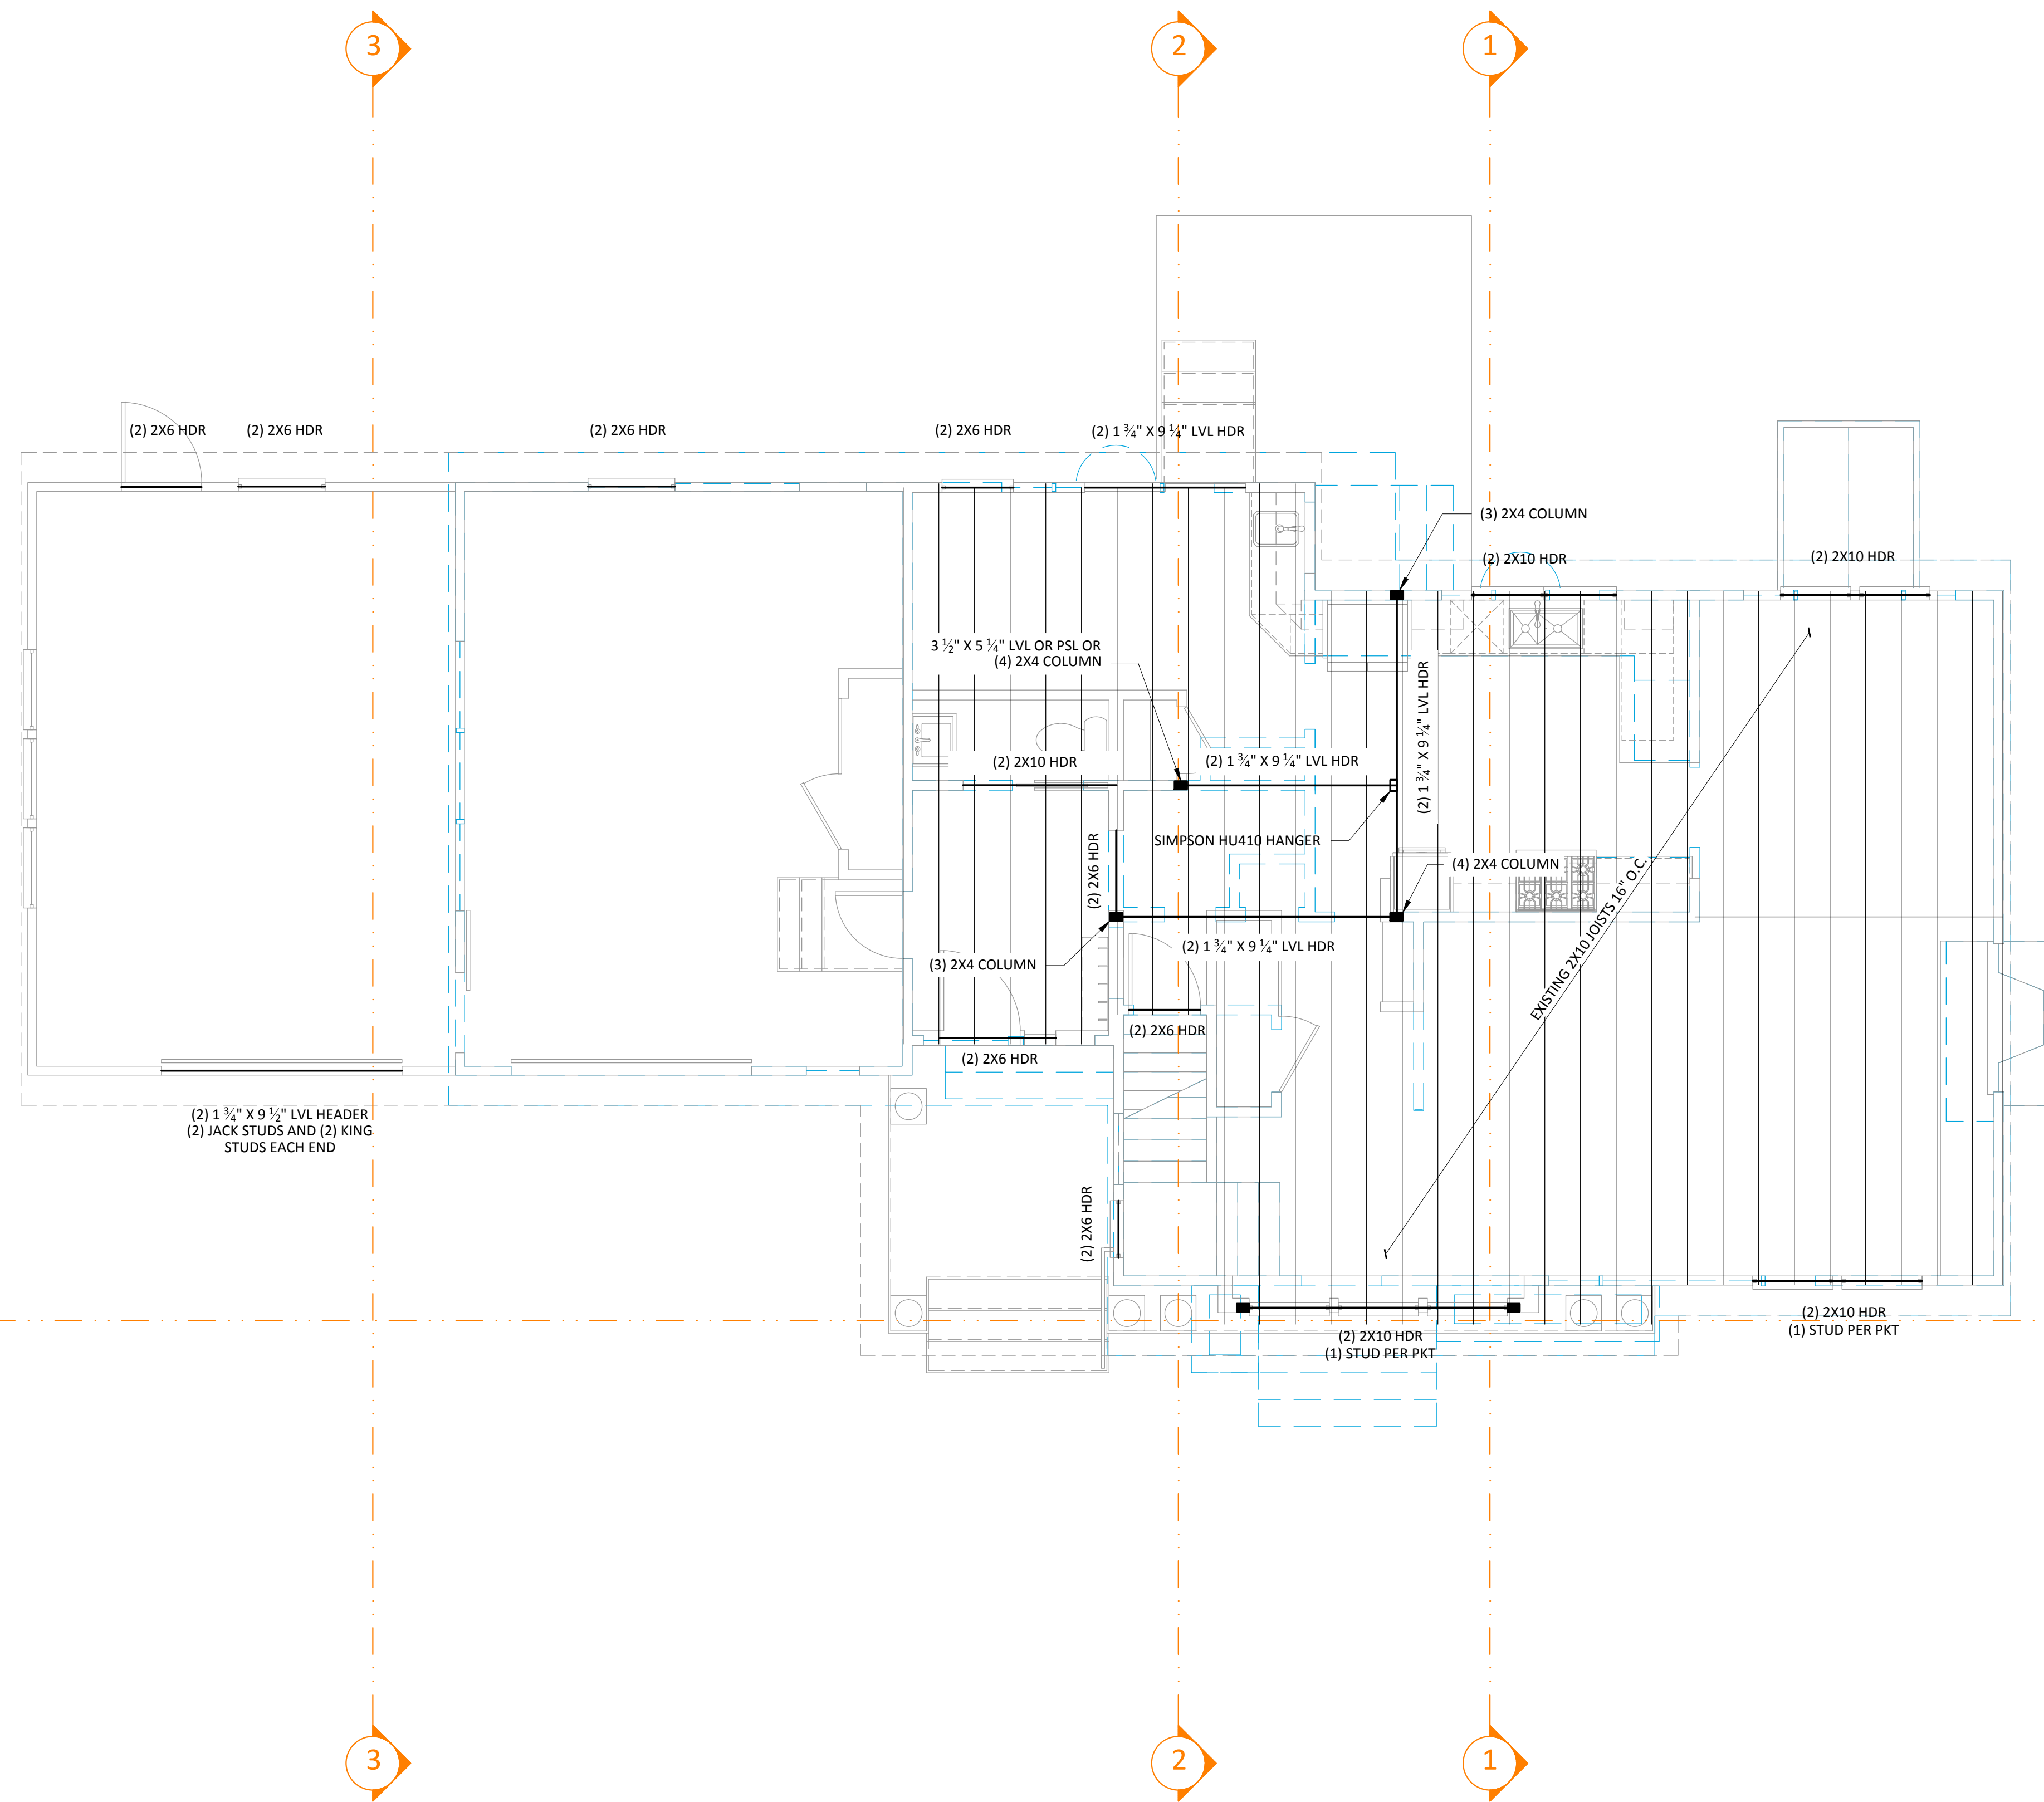 3
2
1
(2) 2X6 HDR
(2) 2X6 HDR
(2) 2X6 HDR
(2) 2X6 HDR
(2) 1 ¾" X 9 ¼" LVL HDR
(3) 2X4 COLUMN
(2) 2X10 HDR
(2) 2X10 HDR
3 ½" X 5 ¼" LVL OR PSL OR
(4) 2X4 COLUMN
(2) 1 ¾" X 9 ¼" LVL HDR
(2) 2X10 HDR
(2) 1 ¾" X 9 ¼" LVL HDR
SIMPSON HU410 HANGER
(2) 2X6 HDR
(4) 2X4 COLUMN
EXISTING 2X10 JOISTS 16" O.C.
(2) 1 ¾" X 9 ¼" LVL HDR
(3) 2X4 COLUMN
(2) 2X6 HDR
(2) 2X6 HDR
(2) 1 ¾" X 9 ½" LVL HEADER
(2) JACK STUDS AND (2) KING
STUDS EACH END
(2) 2X6 HDR
(2) 2X10 HDR
(1) STUD PER PKT
(2) 2X10 HDR
(1) STUD PER PKT
3
2
1